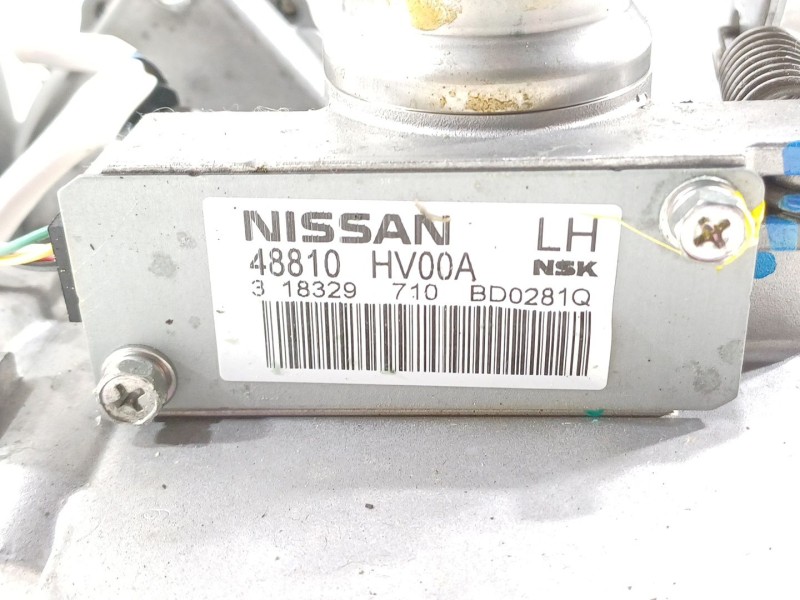 NISSAN LH
48810 HV00A NSK
3 18329 710 BD0281Q